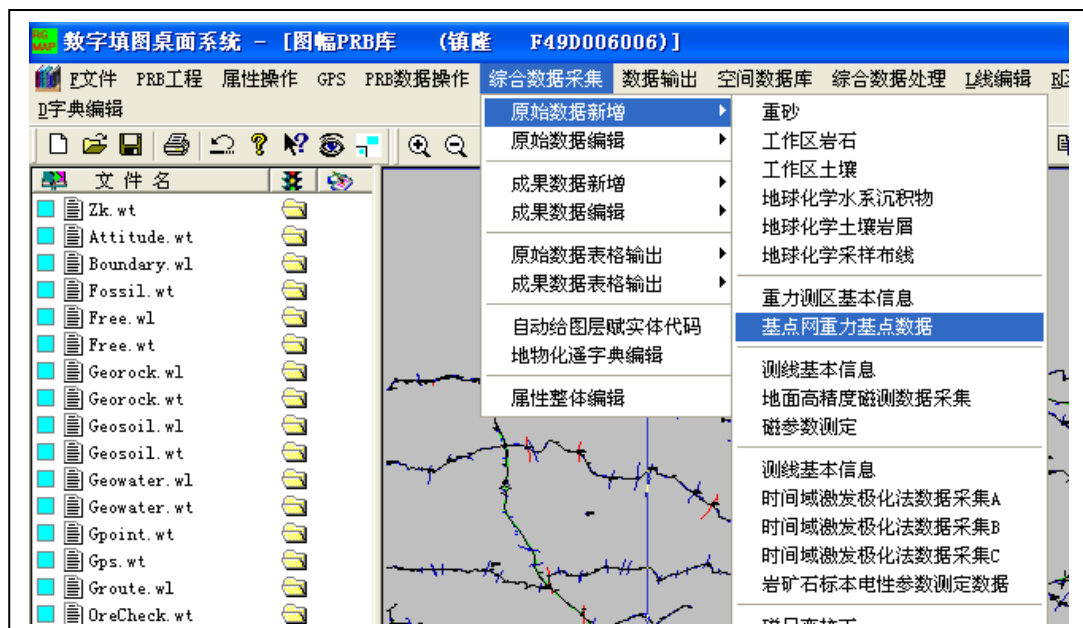 RG
MAP
数字填图桌面系统 - [图幅PRB库 (镇隆 F49D006006)]
F文件 PRB工程 属性操作 GPS PRB数据操作 综合数据采集 数据输出 空间数据库 综合数据处理 L线编辑
D字典编辑
文件名
Zk.wt
Attitude.wt
Boundary.wl
Fossil.wt
Free.wl
Free.wt
Georock.wl
Georock.wt
Geosoil.wl
Geosoil.wt
Geowater.wl
Geowater.wt
Gpoint.wt
Gps.wt
Groute.wl
OreCheck.wt
原始数据新增
原始数据编辑
成果数据新增
成果数据编辑
原始数据表格输出
成果数据表格输出
自动给图层赋实体代码
地物化遥字典编辑
属性整体编辑
重砂
工作区岩石
工作区土壤
地球化学水系沉积物
地球化学土壤岩屑
地球化学采样布线
重力测区基本信息
基点网重力基点数据
测线基本信息
地面高精度磁测数据采集
磁参数测定
测线基本信息
时间域激发极化法数据采集A
时间域激发极化法数据采集B
时间域激发极化法数据采集C
岩矿石标本电性参数测定数据